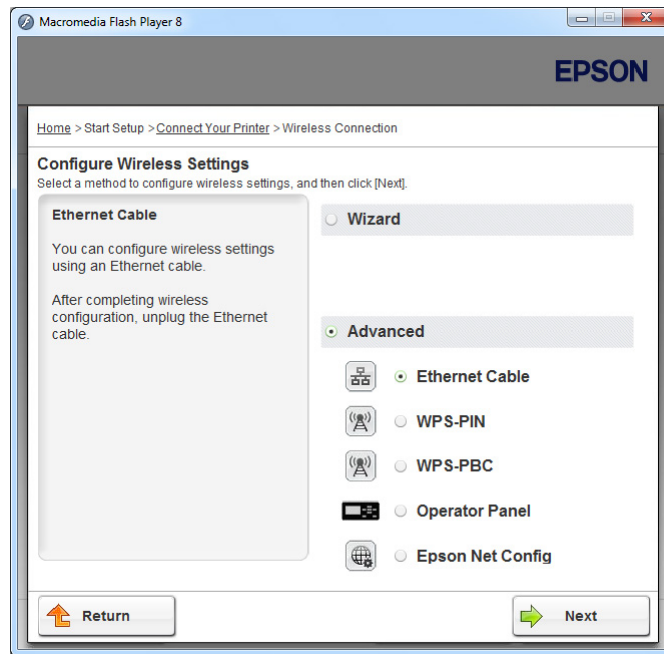 Macromedia Flash Player 8
EPSON
Home > Start Setup > Connect Your Printer > Wireless Connection
Configure Wireless Settings
Select a method to configure wireless settings, and then click [Next].
Ethernet Cable
You can configure wireless settings
using an Ethernet cable.
After completing wireless
configuration, unplug the Ethernet
cable.
Wizard
Advanced
Ethernet Cable
WPS-PIN
WPS-PBC
Operator Panel
Epson Net Config
Return
Next